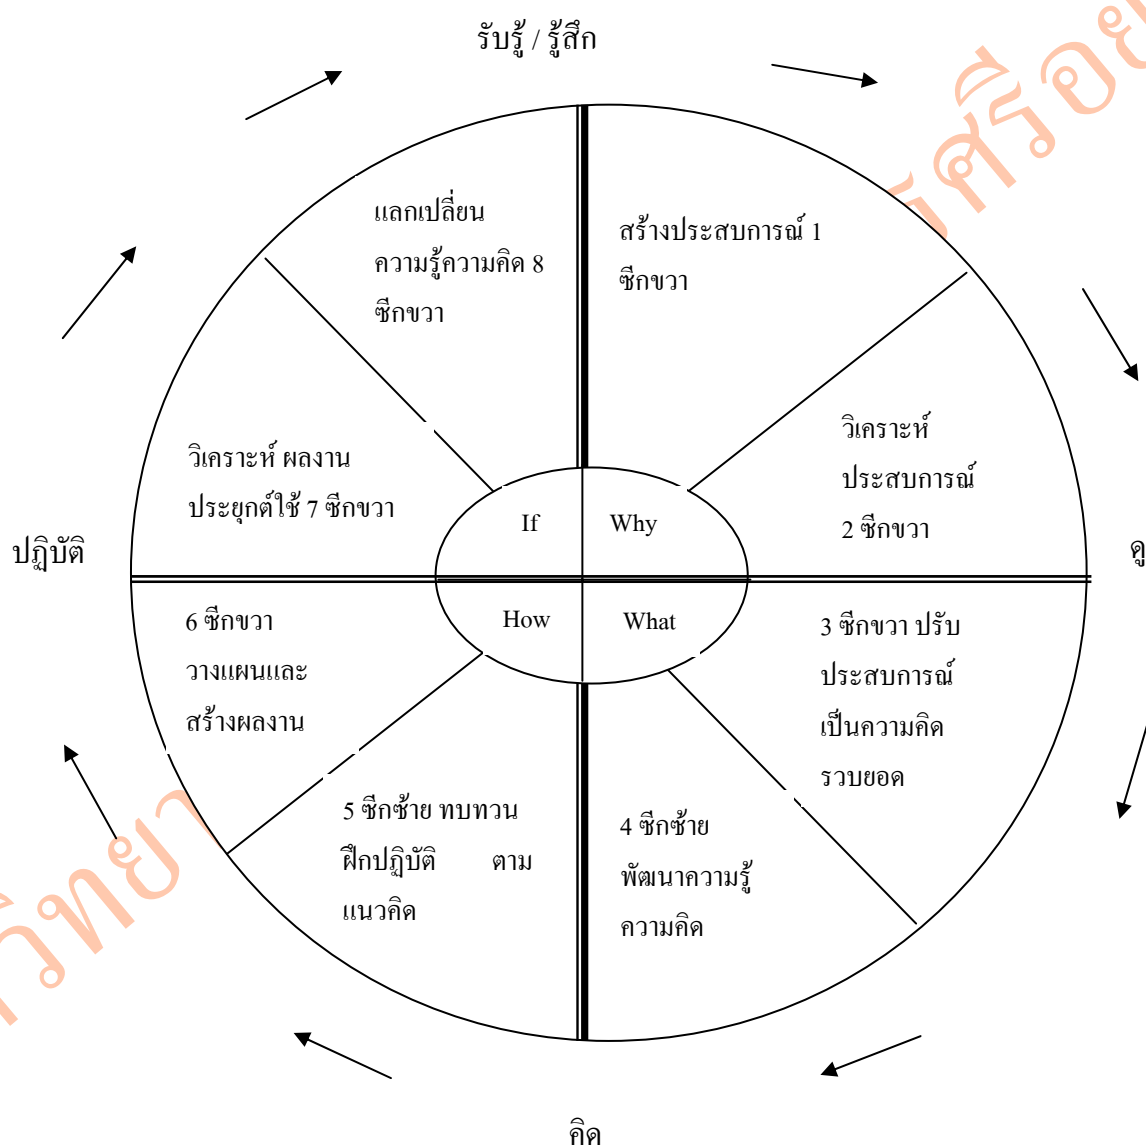 รับรู้ / รู้สึก
แลกเปลี่ยน
ความรู้ความคิด 8
ซีกขวา
สร้างประสบการณ์ 1
ซีกขวา
วิเคราะห์
ประสบการณ์
2 ซีกขวา
วิเคราะห์ ผลงาน
ประยุกต์ใช้ 7 ซีกขวา
If
Why
ปฏิบัติ
ดู
How
What
6 ซีกขวา
วางแผนและ
สร้างผลงาน
3 ซีกขวา ปรับ
ประสบการณ์
เป็นความคิด
รวบยอด
5 ซีกซ้าย ทบทวน
ฝึกปฏิบัติ ตาม
แนวคิด
4 ซีกซ้าย
พัฒนาความรู้
ความคิด
คิด